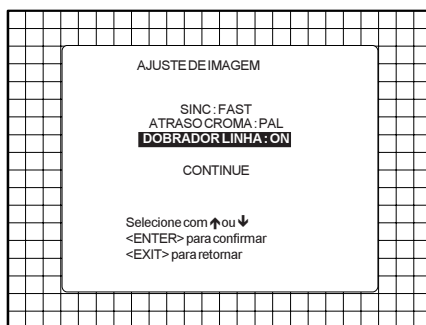 AJUSTE DE IMAGEM
SINC : FAST
ATRASO CROMA : PAL
DOBRADOR LINHA : ON
CONTINUE
Selecione com ↑ ou ↓
<ENTER> para confirmar
<EXIT> para retornar